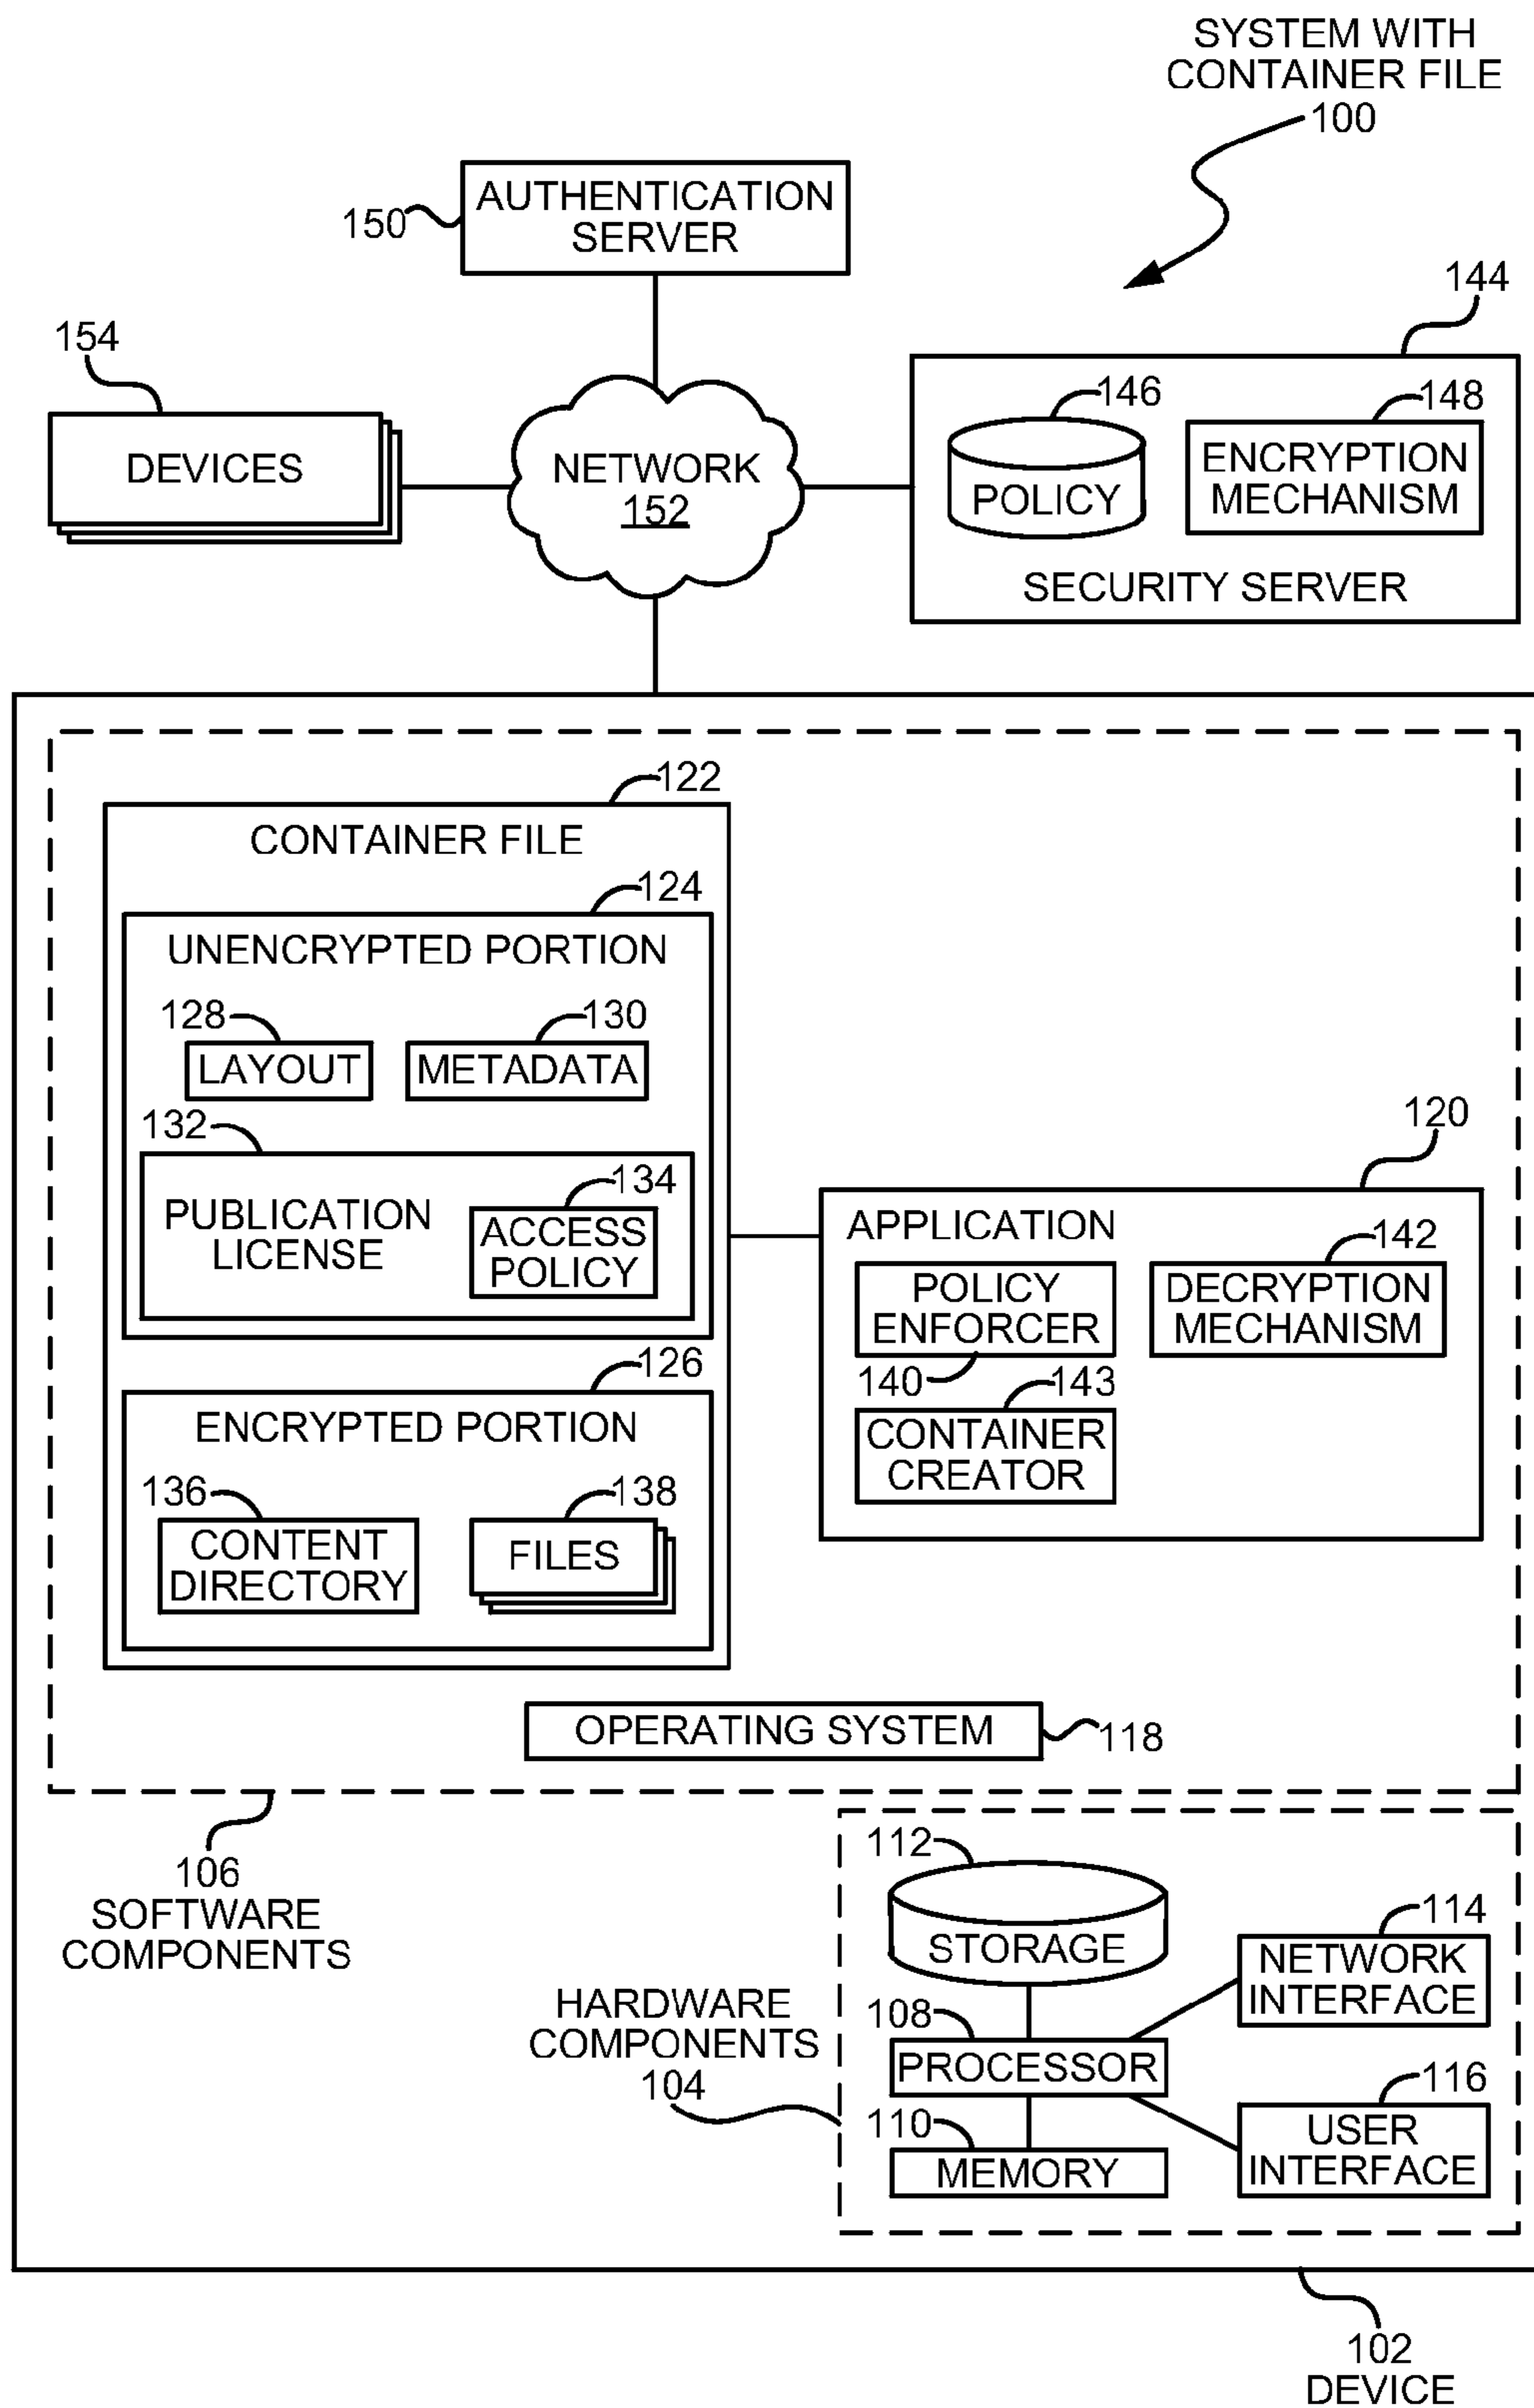 SYSTEM WITH
CONTAINER FILE
100
AUTHENTICATION
SERVER
150
144
154
DEVICES
NETWORK
152
146
POLICY
148
ENCRYPTION
MECHANISM
SECURITY SERVER
122
CONTAINER FILE
124
UNENCRYPTED PORTION
128
LAYOUT
130
METADATA
132
PUBLICATION
LICENSE
134
ACCESS
POLICY
126
ENCRYPTED PORTION
136
CONTENT
DIRECTORY
138
FILES
120
APPLICATION
POLICY
ENFORCER
140
142
DECRYPTION
MECHANISM
143
CONTAINER
CREATOR
OPERATING SYSTEM
118
106
SOFTWARE
COMPONENTS
HARDWARE
COMPONENTS
104
112
STORAGE
108
PROCESSOR
110
MEMORY
114
NETWORK
INTERFACE
116
USER
INTERFACE
102
DEVICE